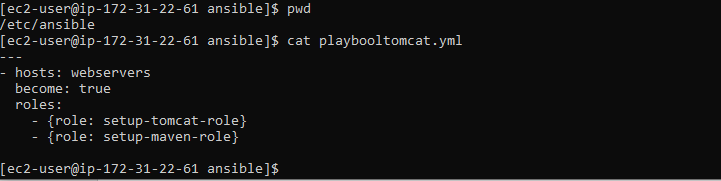 [ec2-user@ip-172-31-22-61 ansible]$ pwd
/etc/ansible
[ec2-user@ip-172-31-22-61 ansible]$ cat playbooltomcat.yml
---
- hosts: webservers
  become: true
  roles:
    - {role: setup-tomcat-role}
    - {role: setup-maven-role}

[ec2-user@ip-172-31-22-61 ansible]$